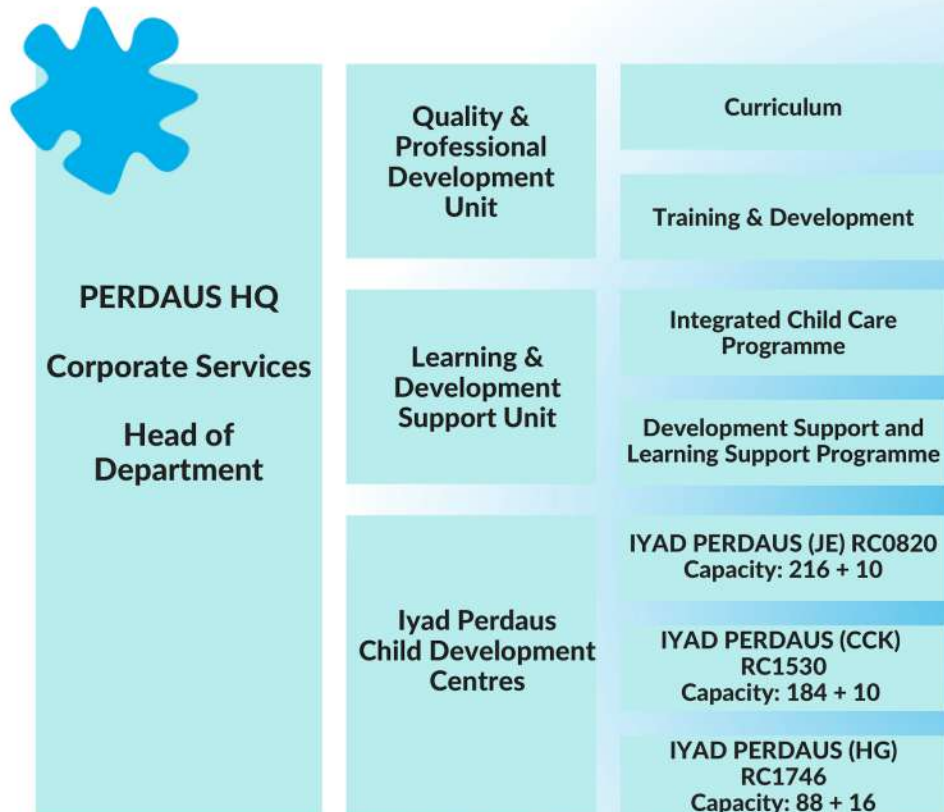 PERDAUS HQ
Corporate Services
Head of
Department
Quality &
Professional
Development
Unit
Curriculum
Training & Development
Learning &
Development
Support Unit
Integrated Child Care
Programme
Development Support and
Learning Support Programme
Iyad Perdaus
Child Development
Centres
IYAD PERDAUS (JE) RC0820
Capacity: 216 + 10
IYAD PERDAUS (CCK)
RC1530
Capacity: 184 + 10
IYAD PERDAUS (HG)
RC1746
Capacity: 88 + 16